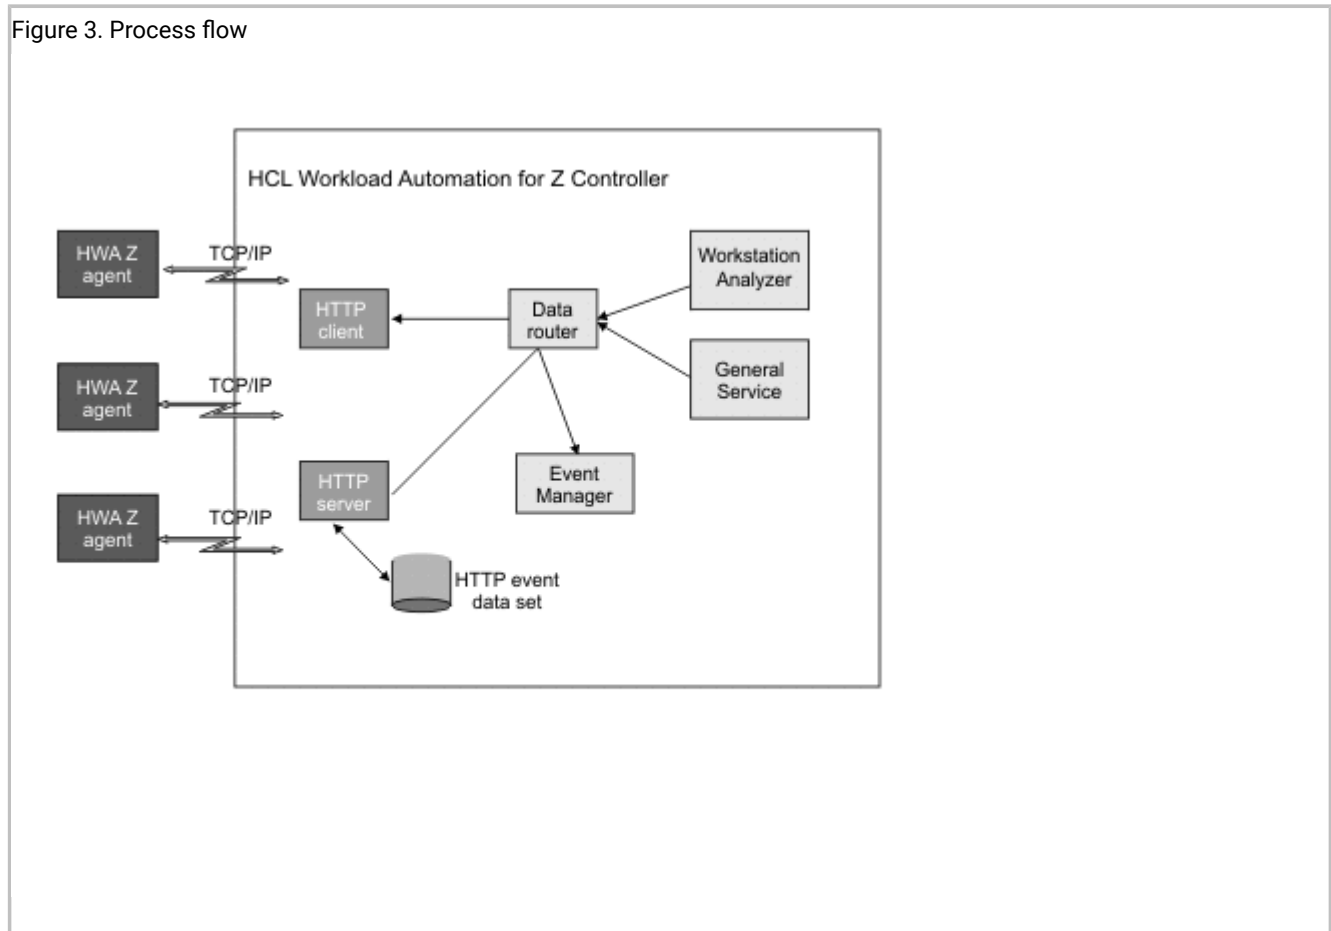 Figure 3. Process flow
HCL Workload Automation for Z Controller
HWA Z
agent
TCP/IP
HTTP
client
Data
router
Workstation
Analyzer
General
Service
HWA Z
agent
TCP/IP
HTTP
server
Event
Manager
HWA Z
agent
TCP/IP
HTTP event
data set